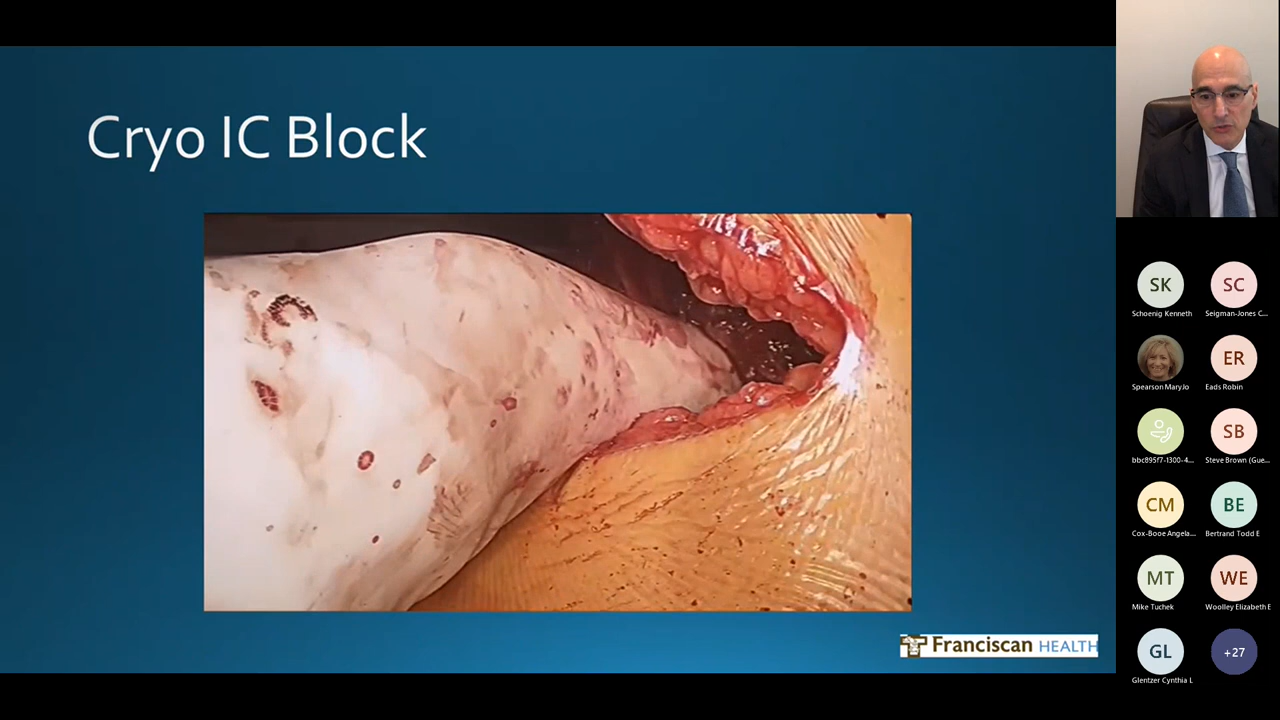 Cryo IC Block
Franciscan HEALTH
SK
SC
Schoenig Kenneth
Seigman-Jones C...
ER
Spearson MaryJo
Eads Robin
SB
bbc895f7-1300-4...
Steve Brown (Gue...
CM
BE
Cox-Booe Angela...
Bertrand Todd E
MT
WE
Mike Tuchek
Woolley Elizabeth E
GL
+27
Glentzer Cynthia L